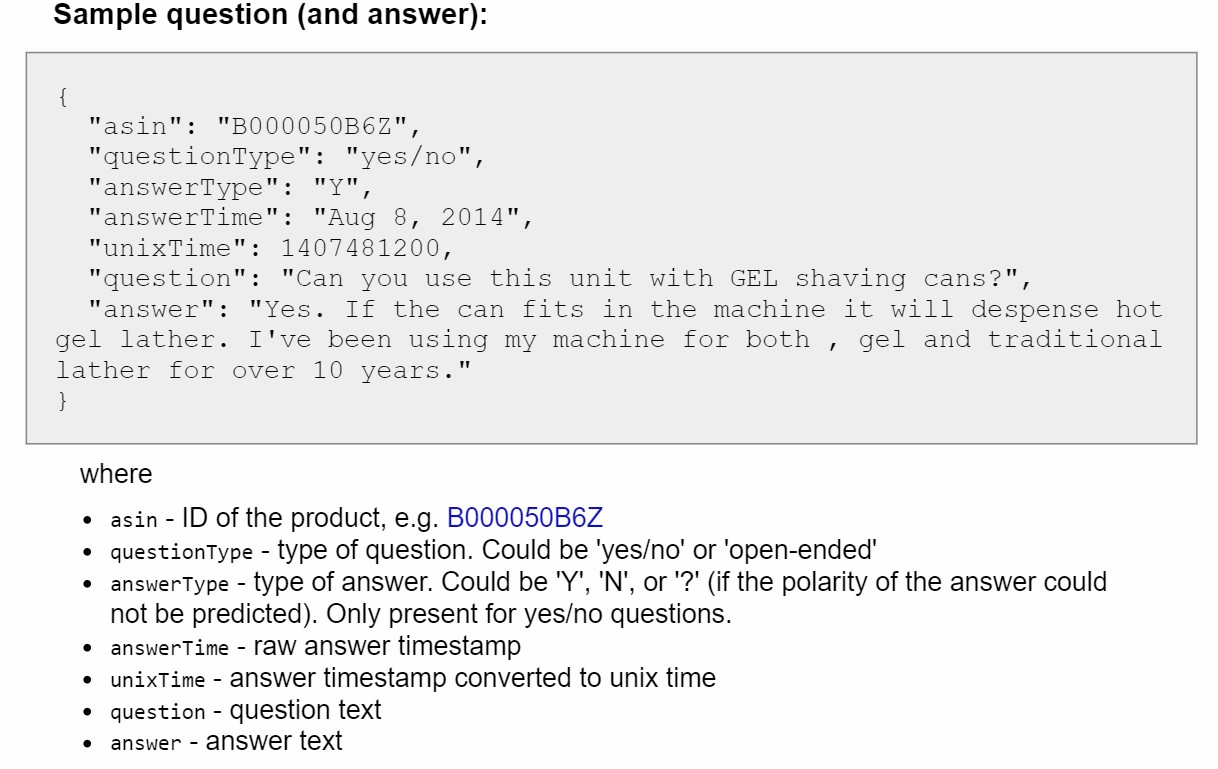 Sample question (and answer):
{
"asin": "B000050B6Z",
"questionType": "yes/no",
"answerType": "Y",
"answerTime": "Aug 8, 2014",
"unixTime": 1407481200,
"question": "Can you use this unit with GEL shaving cans?",
"answer": "Yes. If the can fits in the machine it will despense hot
gel lather. I've been using my machine for both , gel and traditional
lather for over 10 years."
}
where
• asin - ID of the product, e.g. B000050B6Z
• questionType - type of question. Could be 'yes/no' or 'open-ended'
• answerType - type of answer. Could be 'Y', 'N', or '?' (if the polarity of the answer could
not be predicted). Only present for yes/no questions.
• answerTime - raw answer timestamp
• unixTime - answer timestamp converted to unix time
• question - question text
• answer - answer text